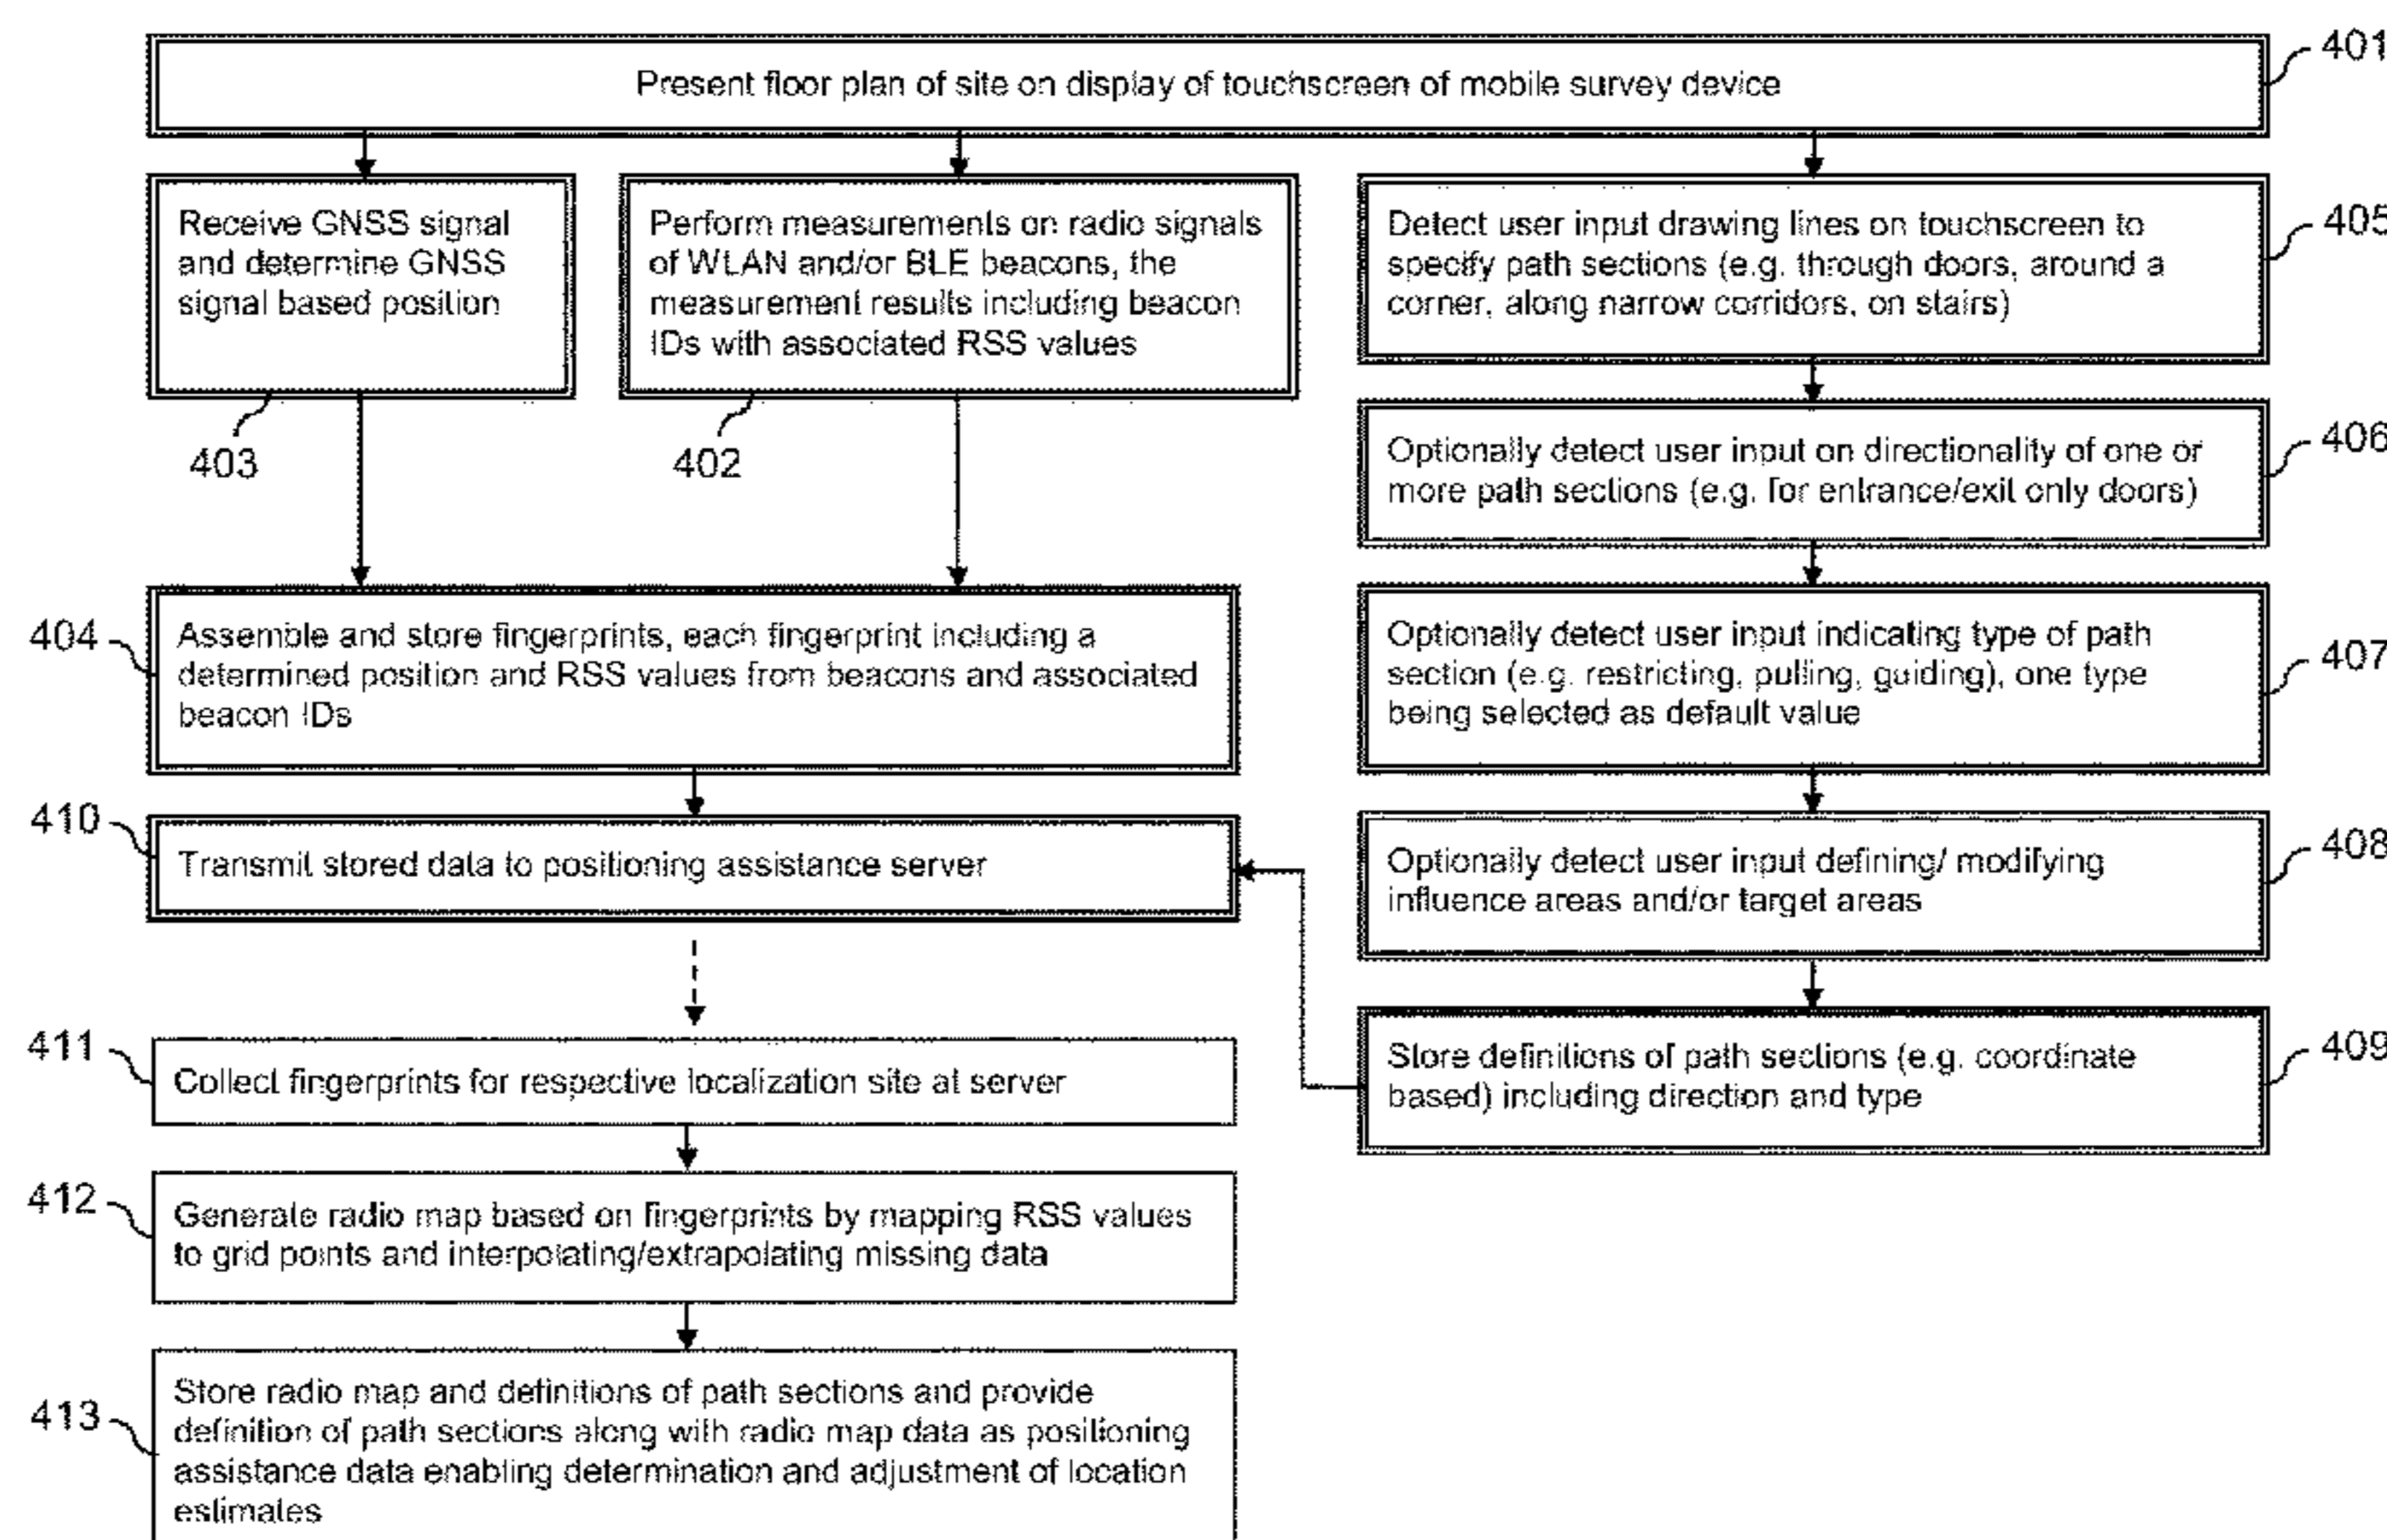 401
Present floor plan of site on display of touchscreen of mobile survey device
Receive GNSS signal
and determine GNSS
signal based position
403
Perform measurements on radio signals
of WLAN and/or BLE beacons, the
measurement results including beacon
IDs with associated RSS values
402
Detect user input drawing lines on touchscreen to
specify path sections (e.g. through doors, around a
corner, along narrow corridors, on stairs)
405
Optionally detect user input on directionality of one or
more path sections (e.g. for entrance/exit only doors)
406
404
Assemble and store fingerprints, each fingerprint including a
determined position and RSS values from beacons and associated
beacon IDs
Optionally detect user input indicating type of path
section (e.g. restricting, pulling, guiding), one type
being selected as default value
407
410
Transmit stored data to positioning assistance server
Optionally detect user input defining/ modifying
influence areas and/or target areas
408
411
Collect fingerprints for respective localization site at server
Store definitions of path sections (e.g. coordinate
based) including direction and type
409
412
Generate radio map based on fingerprints by mapping RSS values
to grid points and interpolating/extrapolating missing data
413
Store radio map and definitions of path sections and provide
definition of path sections along with radio map data as positioning
assistance data enabling determination and adjustment of location
estimates